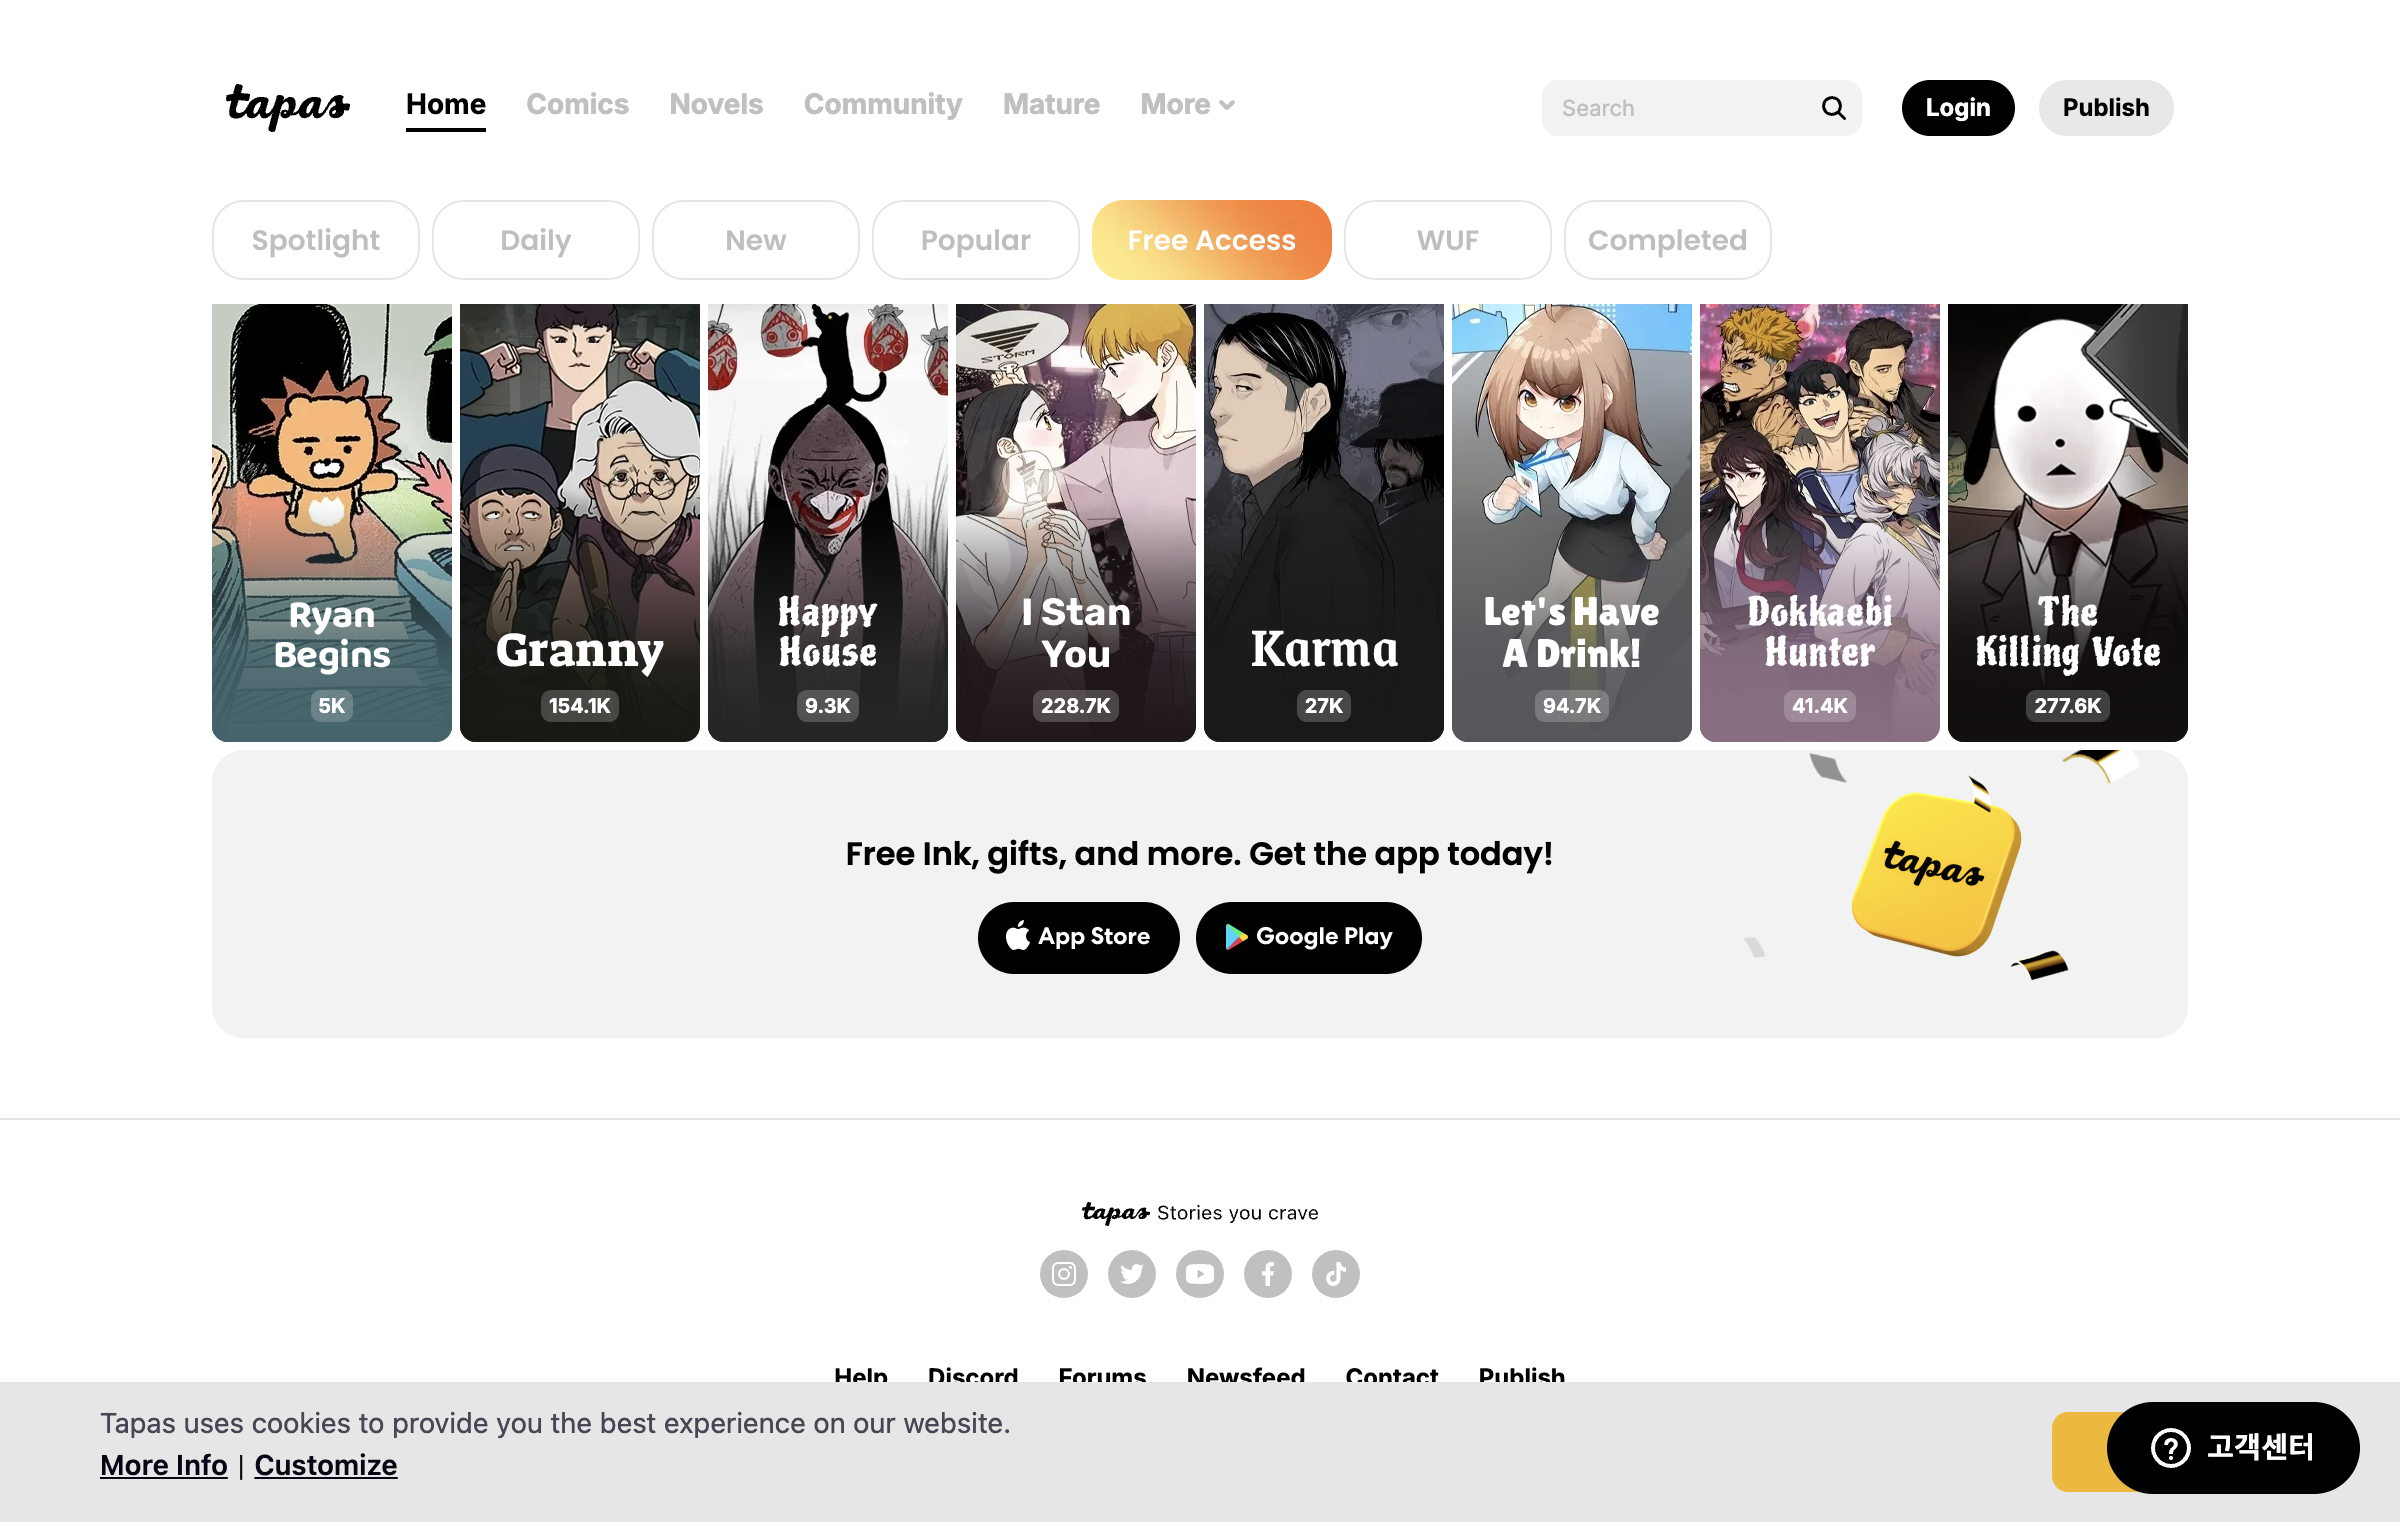 tapas
Home Comics Novels Community Mature More
Search
Login
Publish
Spotlight Daily New Popular Free Access WUF Completed
Ryan
Begins
5K
Granny
154.1K
Happy
House
9.3K
STORM
I Stan
You
228.7K
Karma
27K
Let's Have
A Drink!
94.7K
Dokkaebi
Hunter
41.4K
The
Killing Vote
277.6K
Free Ink, gifts, and more. Get the app today!
App Store
Google Play
tapas
tapas Stories you crave
Help Discord Forums Newsfeed Contact Publish
Tapas uses cookies to provide you the best experience on our website.
More Info | Customize
고객센터